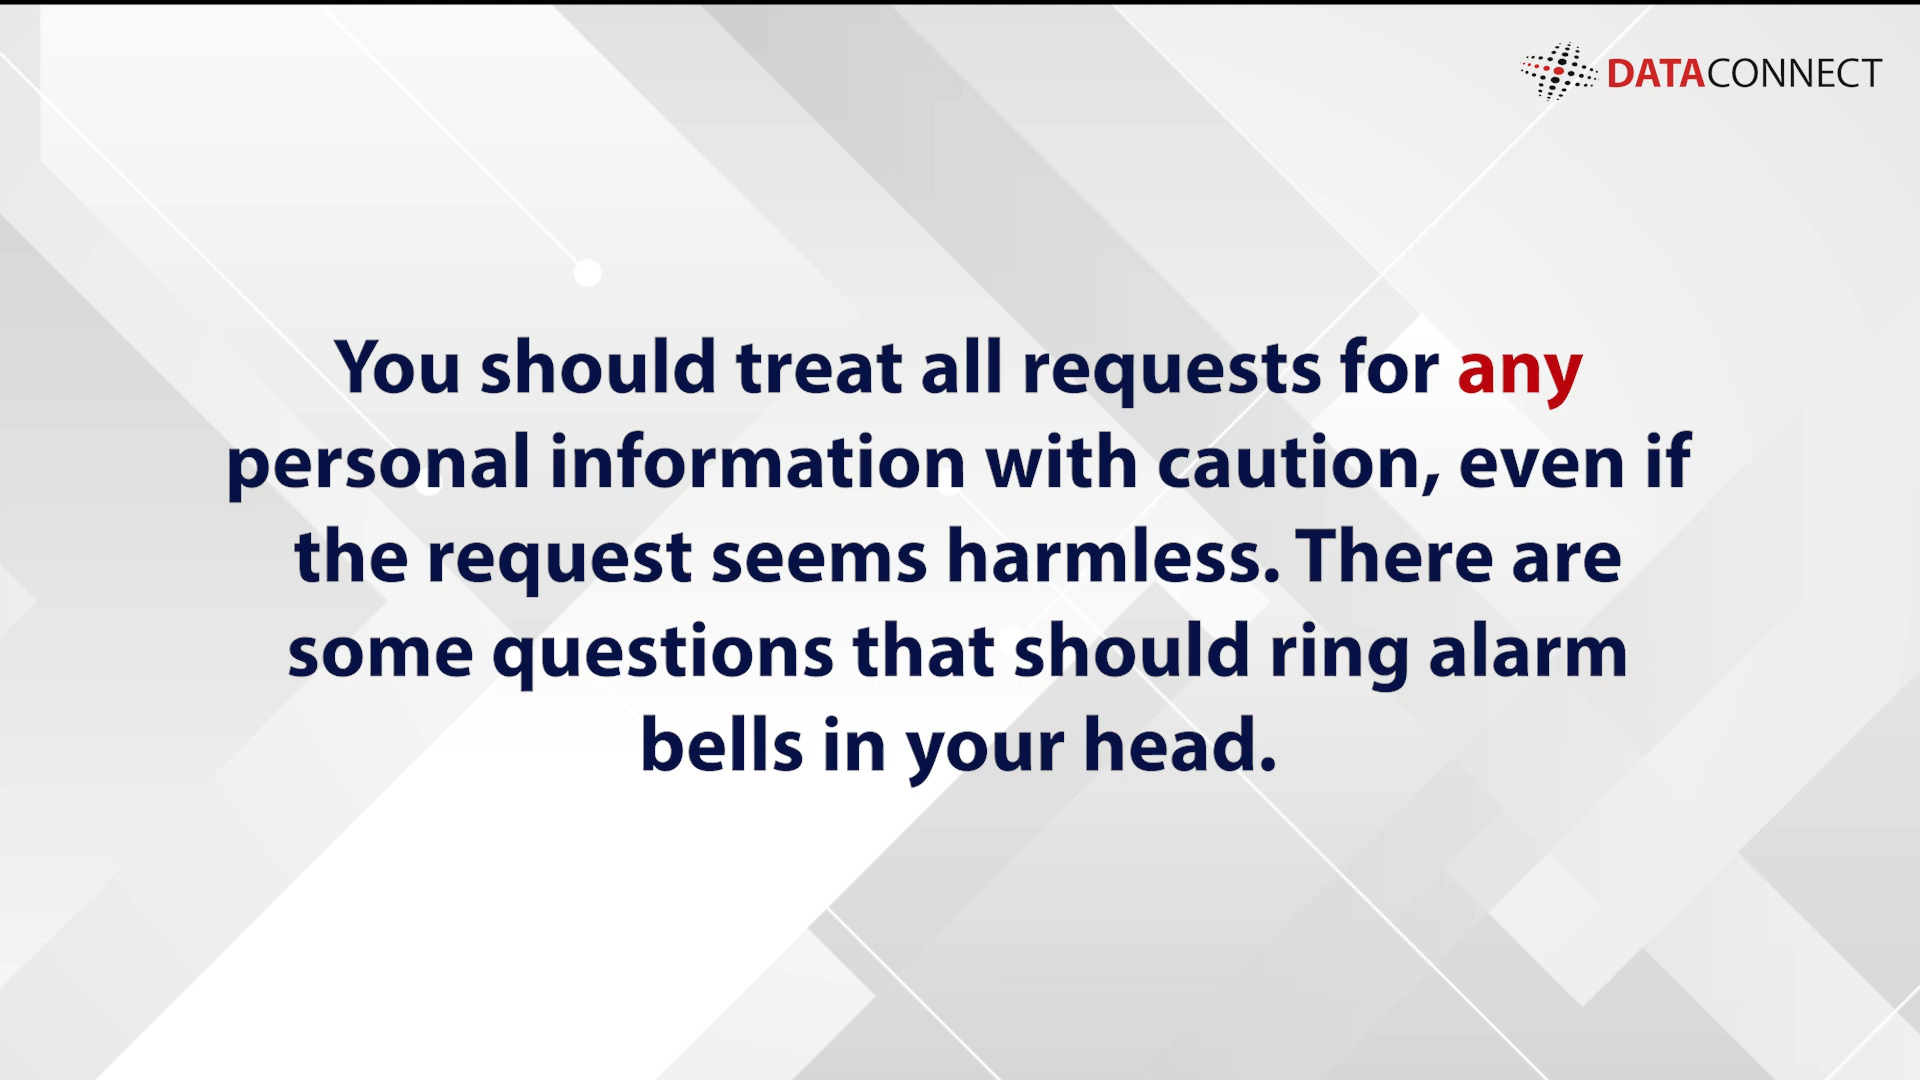 DATACONNECT
You should treat all requests for any
personal information with caution, even if
the request seems harmless. There are
some questions that should ring alarm
bells in your head.